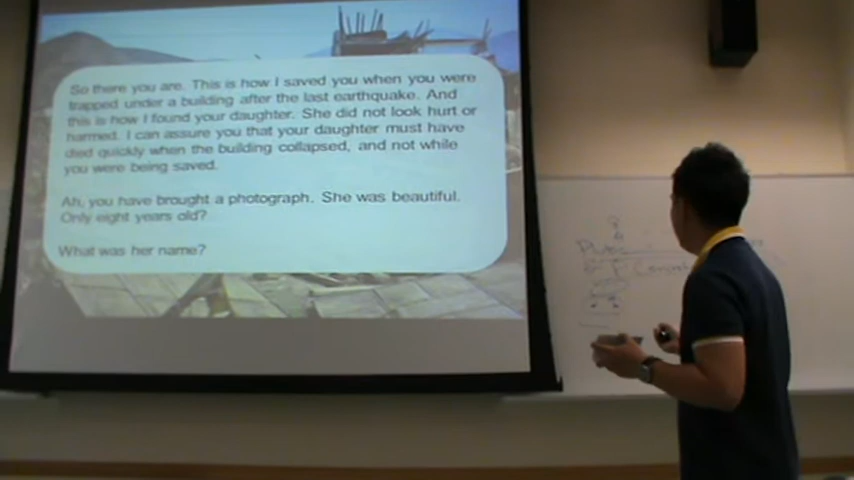 So there you are. This is how I saved you when you were
trapped under a building after the last earthquake. And
this is how I found your daughter. She did not look hurt or
harmed. I can assure you that your daughter must have
died quickly when the building collapsed, and not while
you were being saved.
Ah, you have brought a photograph. She was beautiful.
Only eight years old?
What was her name?